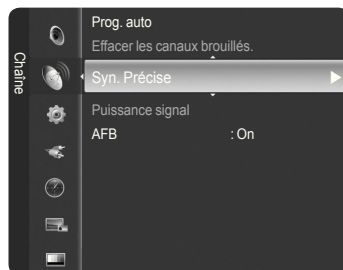 Chaîne
Prog. auto
Effacer les canaux brouillés.
Syn. Précise
Puissance signal
AFB : On